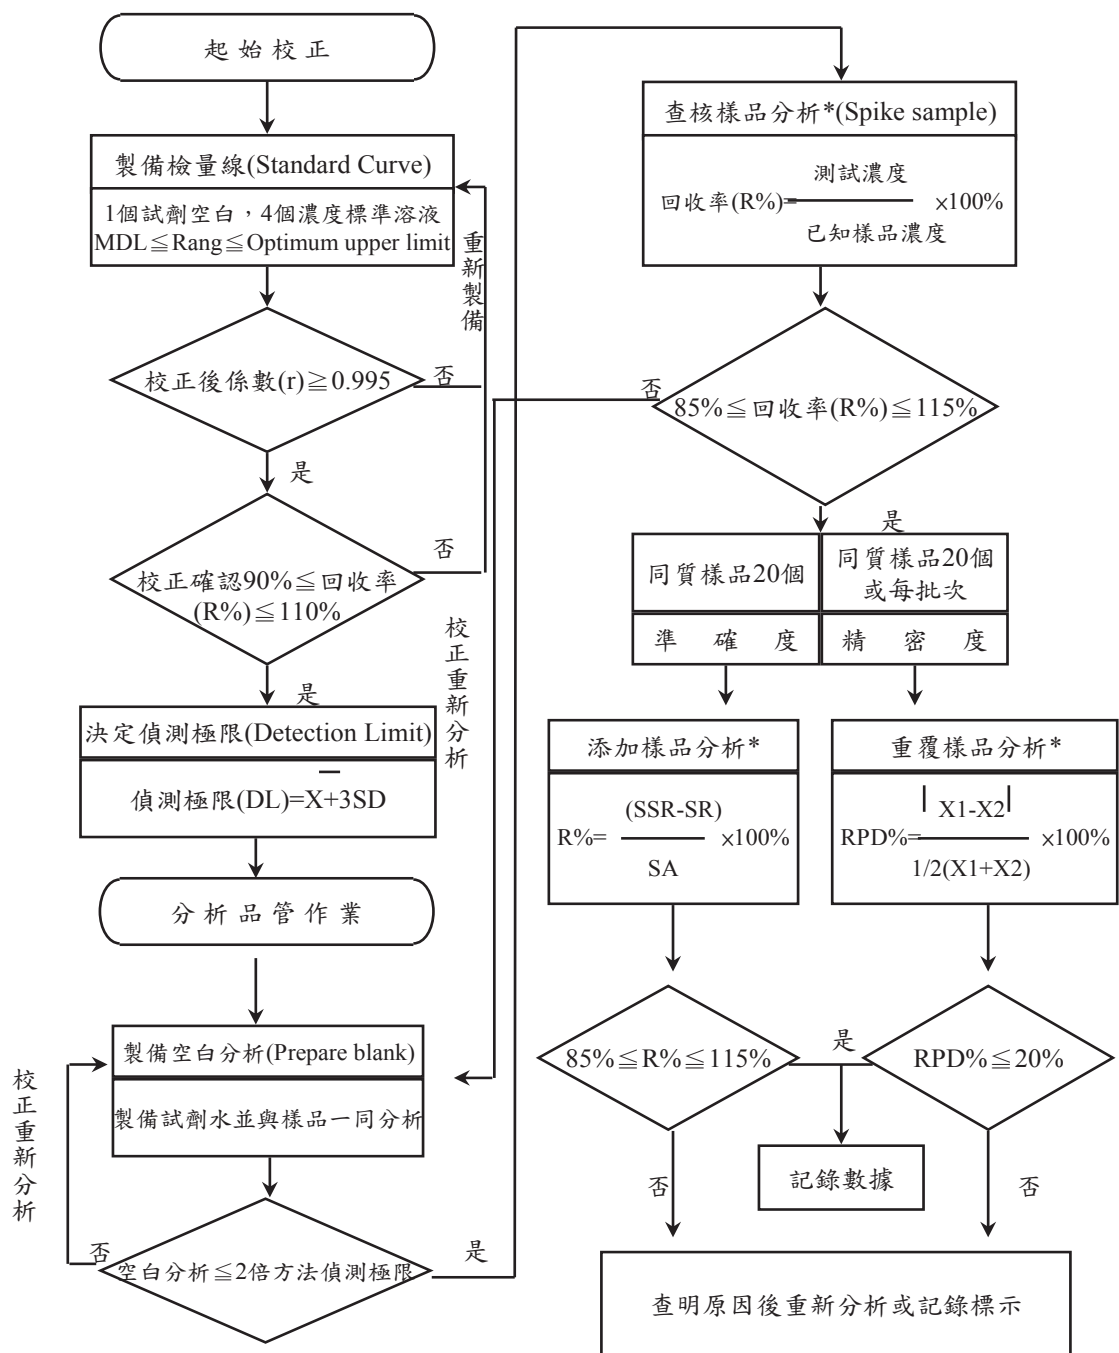 起始校正
製備檢量線(Standard Curve)
1個試劑空白，4個濃度標準溶液
MDL≦Rang≦Optimum upper limit
重新製備
校正後係數(r)≧0.995
否
是
校正確認90%≦回收率
(R%)≦110%
否
是
校正重新分析
決定偵測極限(Detection Limit)
偵測極限(DL)=X̅+3SD
分析品管作業
製備空白分析(Prepare blank)
製備試劑水並與樣品一同分析
校正重新分析
空白分析≦2倍方法偵測極限
否
是
查核樣品分析*(Spike sample)
測試濃度
回收率(R%)= ×100%
已知樣品濃度
85%≦回收率(R%)≦115%
否
是
同質樣品20個
準確度
同質樣品20個
或每批次
精密度
添加樣品分析*
(SSR-SR)
R%= ×100%
SA
重覆樣品分析*
|X1-X2|
RPD%= ×100%
1/2(X1+X2)
85%≦R%≦115%
是
RPD%≦20%
記錄數據
否
否
查明原因後重新分析或記錄標示